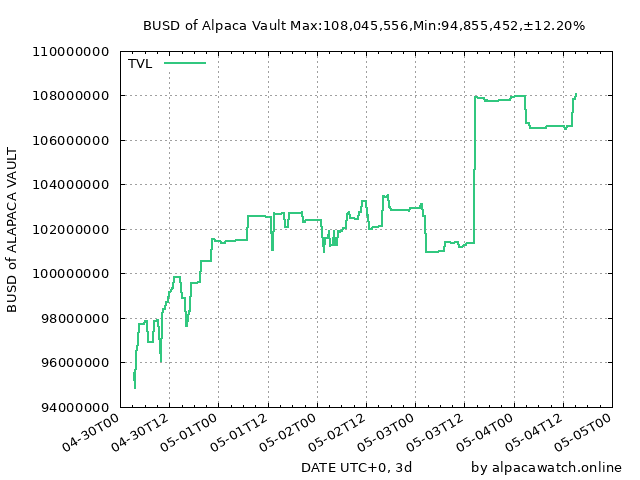 BUSD of Alpaca Vault Max:108,045,556,Min:94,855,452,±12.20%
TVL
110000000
108000000
106000000
104000000
102000000
100000000
98000000
96000000
94000000
BUSD of ALAPACA VAULT
04-30T00
04-30T12
05-01T00
05-01T12
05-02T00
05-02T12
05-03T00
05-03T12
05-04T00
05-04T12
05-05T00
DATE UTC+0, 3d
by alpacawatch.online